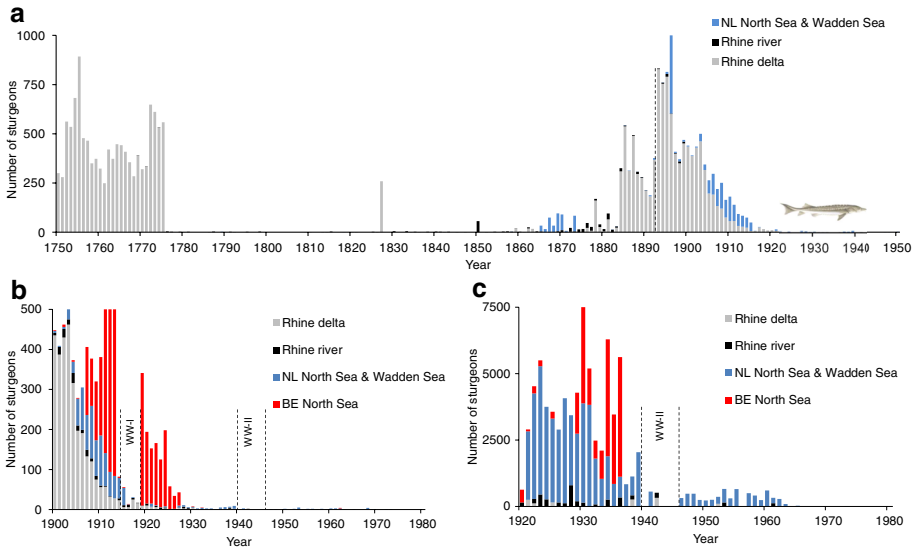 a
1000
750
500
250
0
Number of sturgeons
NL North Sea & Wadden Sea
Rhine river
Rhine delta
1750 1760 1770 1780 1790 1800 1810 1820 1830 1840 1850 1860 1870 1880 1890 1900 1910 1920 1930 1940 1950
Year
b
500
400
300
200
100
0
Number of sturgeons
Rhine delta
Rhine river
NL North Sea & Wadden Sea
BE North Sea
WW-I
WW-II
1900 1910 1920 1930 1940 1950 1960 1970 1980
Year
c
7500
5000
2500
0
Number of sturgeons
Rhine delta
Rhine river
NL North Sea & Wadden Sea
BE North Sea
WW-II
1920 1930 1940 1950 1960 1970 1980
Year